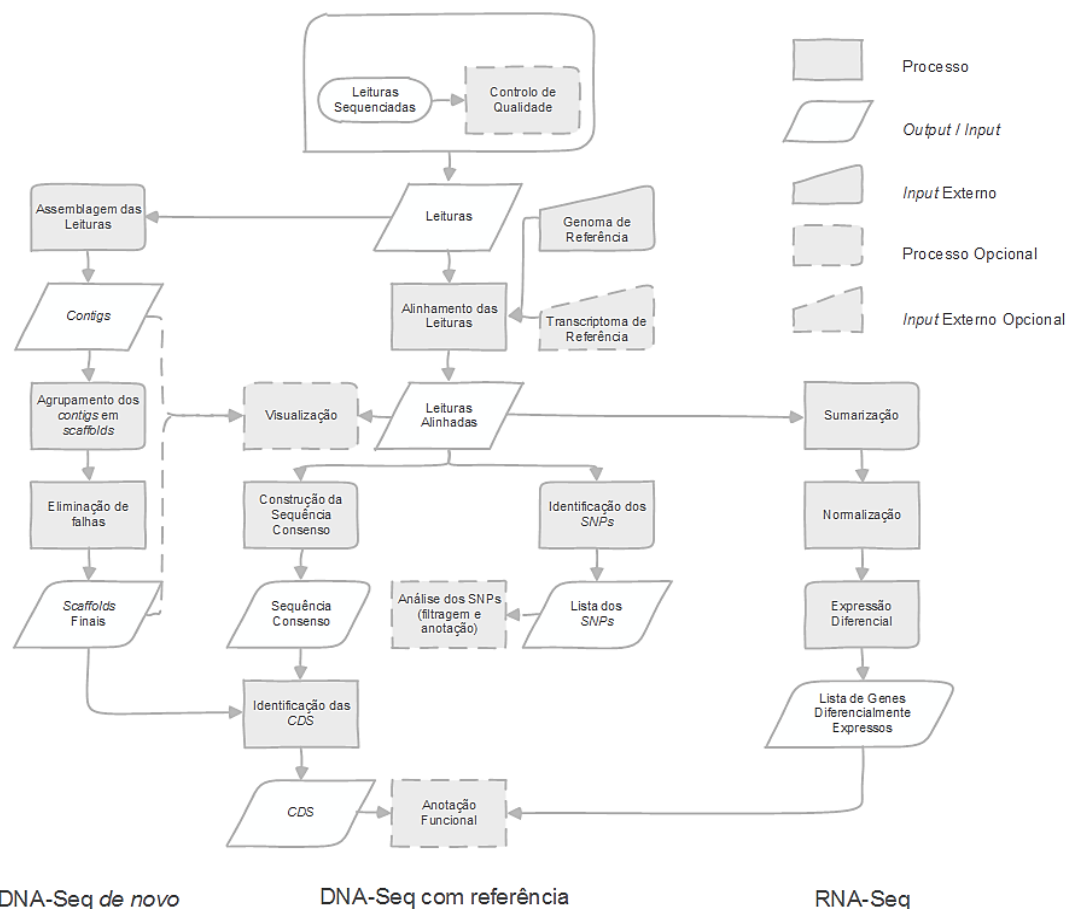 Leituras
Sequenciadas
Controlo de
Qualidade
Processo
Output / Input
Input Externo
Processo Opcional
Input Externo Opcional
Assemblagem das
Leituras
Leituras
Genoma de
Referência
Contigs
Alinhamento das
Leituras
Transcriptoma de
Referência
Agrupamento dos
contigs em
scaffolds
Visualização
Leituras
Alinhadas
Sumarização
Eliminação de
falhas
Construção da
Sequência
Consenso
Identificação dos
SNPs
Normalização
Scaffolds
Finais
Sequência
Consenso
Análise dos SNPs
(filtragem e
anotação)
Lista dos
SNPs
Expressão
Diferencial
Identificação das
CDS
Lista de Genes
Diferencialmente
Expressos
CDS
Anotação
Funcional
DNA-Seq de novo
DNA-Seq com referência
RNA-Seq